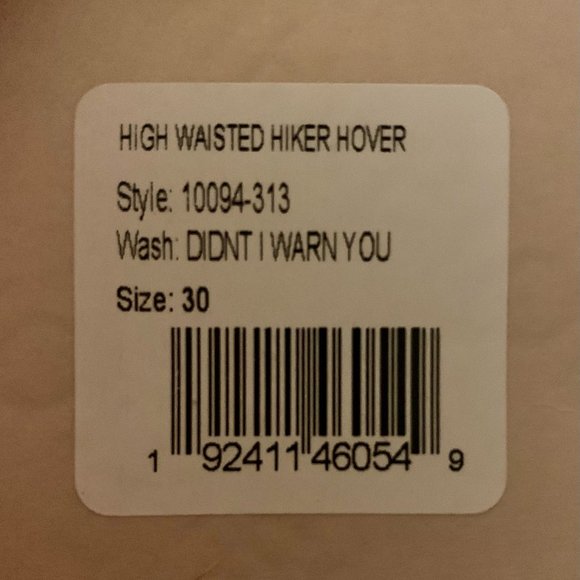 HIGH WAISTED HIKER HOVER
Style: 10094-313
Wash: DIDNT I WARN YOU
Size: 30
1 92411 46054 9